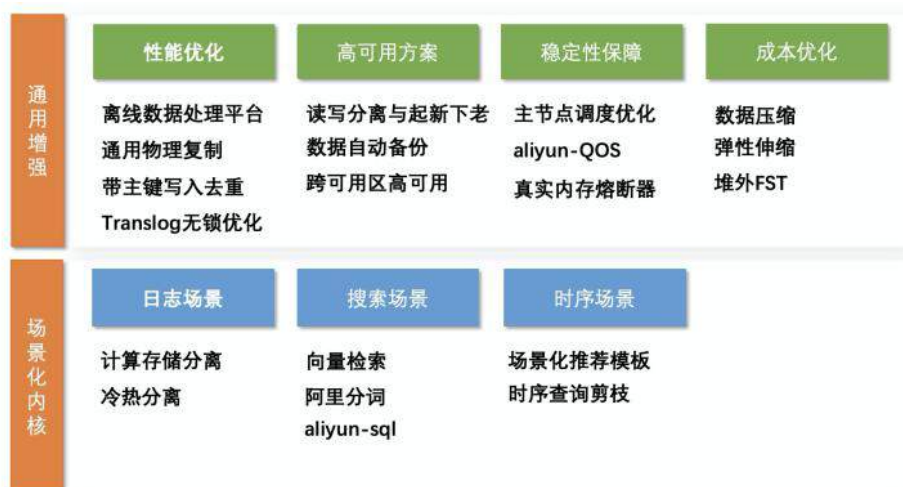 通用增强
性能优化
离线数据处理平台
通用物理复制
带主键写入去重
Translog无锁优化
高可用方案
读写分离与起新下老
数据自动备份
跨可用区高可用
稳定性保障
主节点调度优化
aliyun-QOS
真实内存熔断器
成本优化
数据压缩
弹性伸缩
堆外FST
场景化内核
日志场景
计算存储分离
冷热分离
搜索场景
向量检索
阿里分词
aliyun-sql
时序场景
场景化推荐模板
时序查询剪枝